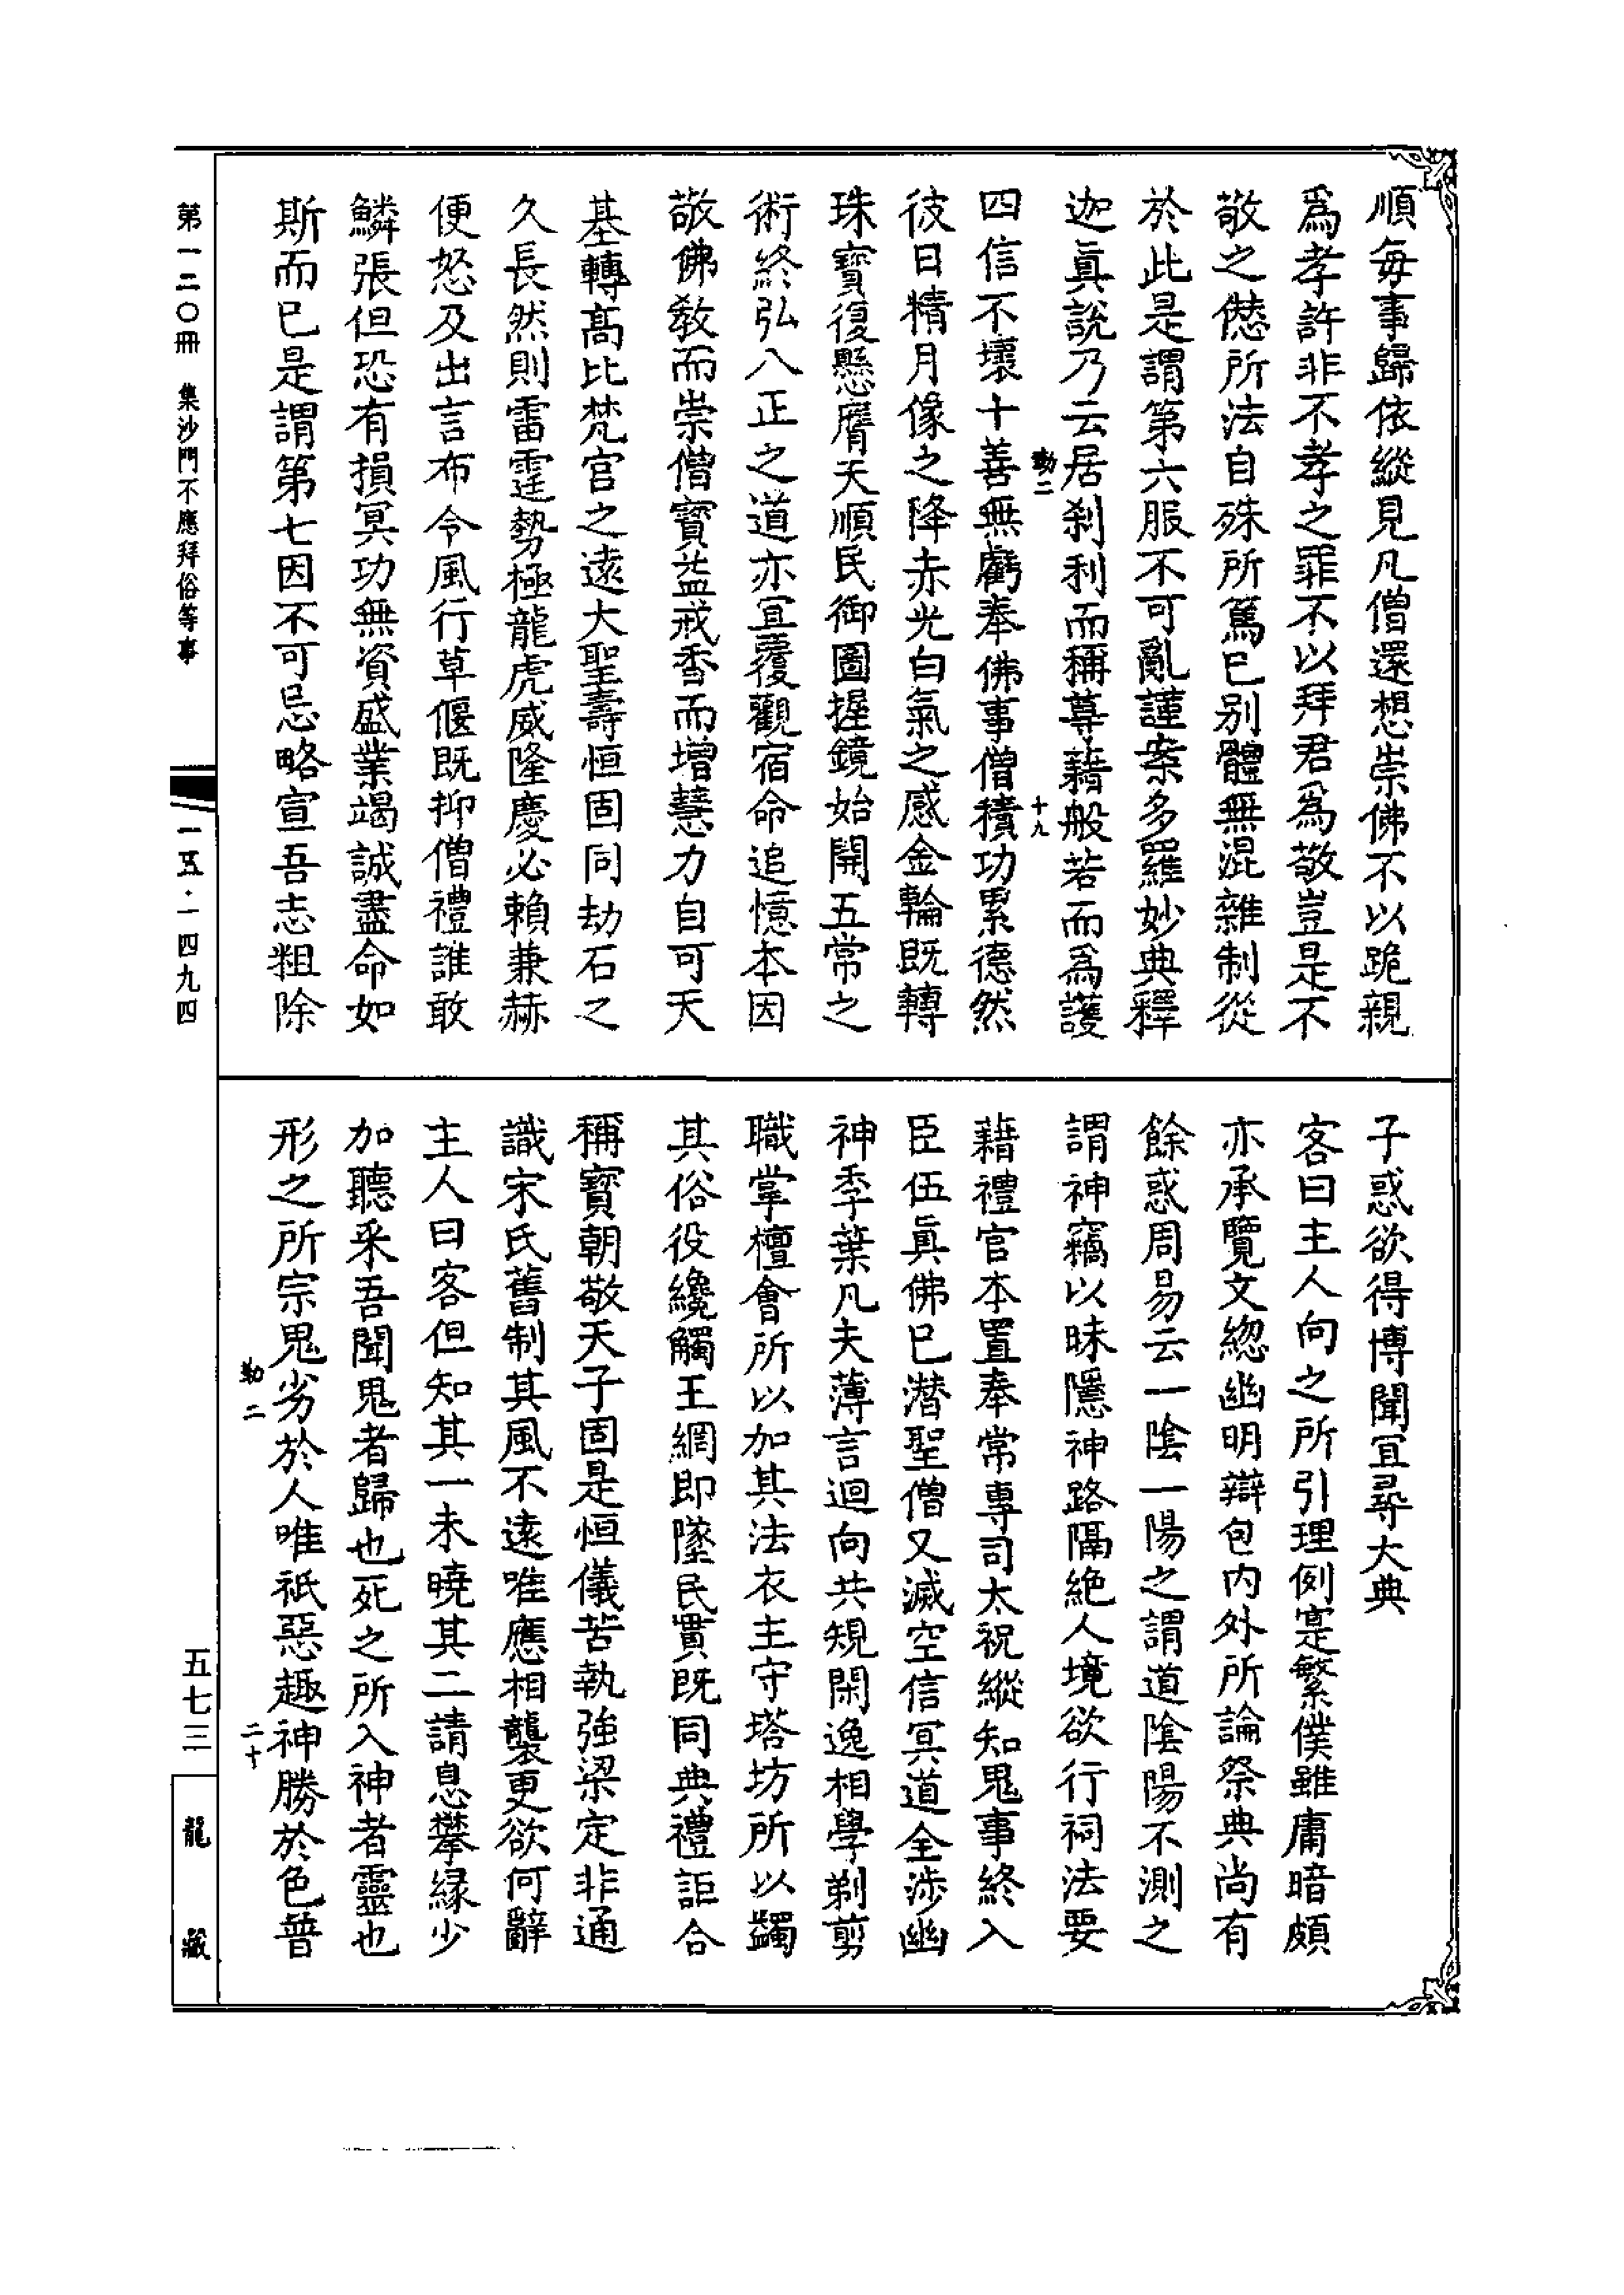 順毎事歸依縱見凡僧還想崇佛不以跪親
爲孝許非不孝之罪不以拜君爲敬豈是不
敬之愆所法自殊所篤已别體無混雜制從
於此是謂第六服不可亂謹案多羅妙典釋
迦眞說乃云居刹利而稱尊藉般若而爲護
勤二
十九
四信不壞十善無虧奉佛事僧積功累德然
後日精月像之降赤光白氣之感金輪既轉
珠寶復懸膺天順民御圖握鏡始開五常之
術終弘八正之道亦宜覆觀宿命追憶本因
敬佛教而崇僧寶益戒香而增慧力自可天
基轉高比梵宫之遠大聖壽恒固同劫石之
久長然則雷霆勢極龍虎威隆慶必賴兼赫
便怒及出言布令風行草偃既抑僧禮誰敢
鱗張但恐有損冥功無資盛業竭誠盡命如
斯而已是謂第七因不可忌略宣吾志粗除
子惑欲得博聞宜尋大典
客曰主人向之所引理例寔繁僕雖庸暗頗
亦承覽文緫幽明辯包内外所論祭典尚有
餘惑周易云一陰一陽之謂道陰陽不測之
謂神竊以昧隱神路隔絶人境欲行祠法要
藉禮官本置奉常專司太祝縱知鬼事終入
臣伍眞佛已潛聖僧又滅空信冥道全涉幽
神季葉凡夫薄言迴向共規閑逸相學剃剪
職掌檀會所以加其法衣主守塔坊所以蠲
其俗役纔觸王網即墜民貫既同典禮詎合
稱寳朝敬天子固是恒儀苦執強梁定非通
識宋氏舊制其風不遠唯應相襲更欲何辭
主人曰客但知其一未曉其二請息攀緣少
加聽采吾聞鬼者歸也死之所入神者靈也
形之所宗鬼劣於人唯祇惡趣神勝於色普
勤二
二十
第一二〇冊　集沙門不應拜俗等事
一五·一四九四
五七三
龍藏